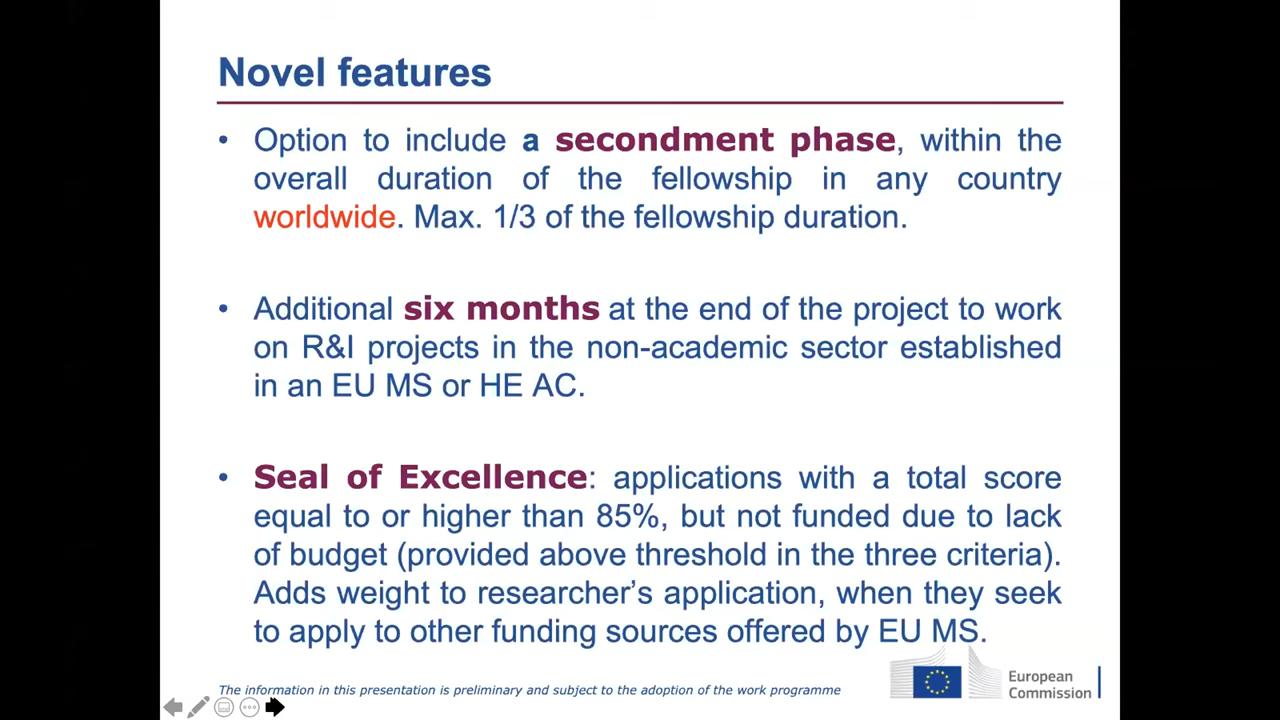 Novel features
• Option to include a secondment phase, within the
overall duration of the fellowship in any country
worldwide. Max. 1/3 of the fellowship duration.
• Additional six months at the end of the project to work
on R&I projects in the non-academic sector established
in an EU MS or HE AC.
• Seal of Excellence: applications with a total score
equal to or higher than 85%, but not funded due to lack
of budget (provided above threshold in the three criteria).
Adds weight to researcher’s application, when they seek
to apply to other funding sources offered by EU MS.
The information in this presentation is preliminary and subject to the adoption of the work programme
European
Commission